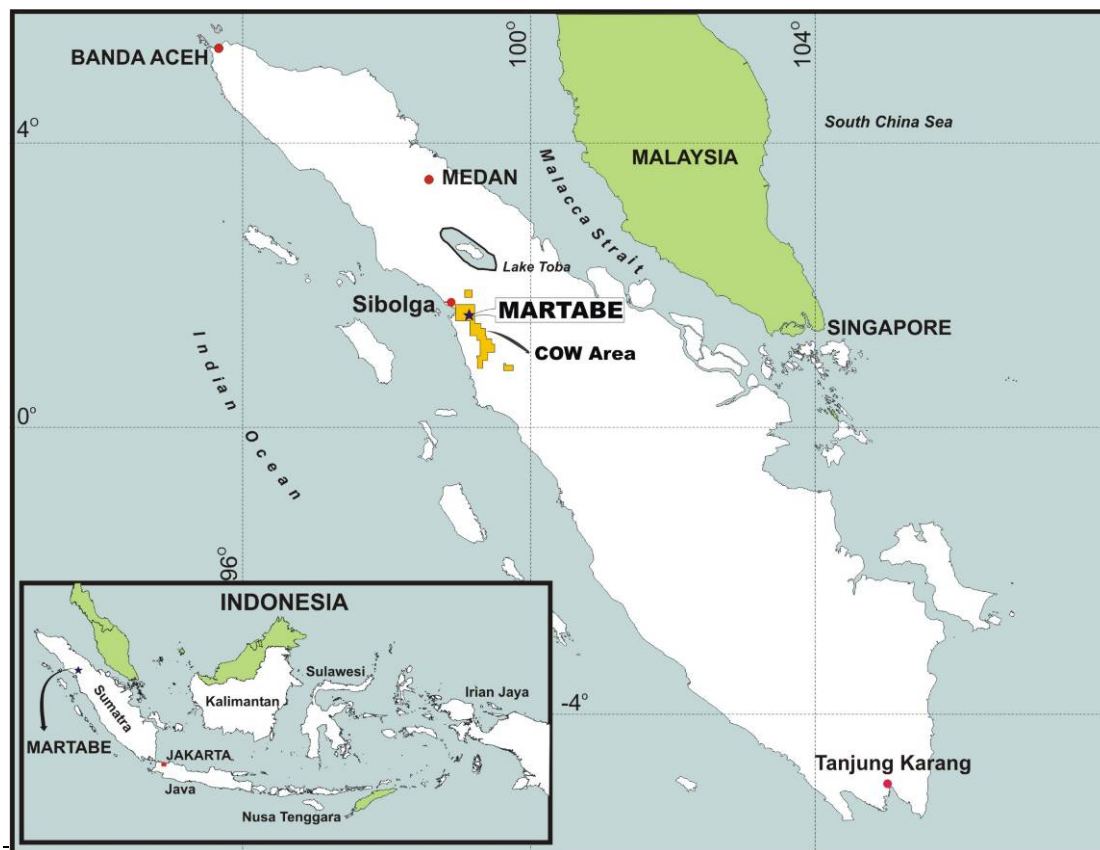 100°
104°
BANDA ACEH
South China Sea
4°
MALAYSIA
MEDAN
Malacca Strait
Lake Toba
Sibolga
MARTABE
SINGAPORE
COW Area
Indian Ocean
0°
96°
INDONESIA
Sulawesi
Irian Jaya
Kalimantan
Sumatra
-4°
MARTABE
JAKARTA
Java
Nusa Tenggara
Tanjung Karang